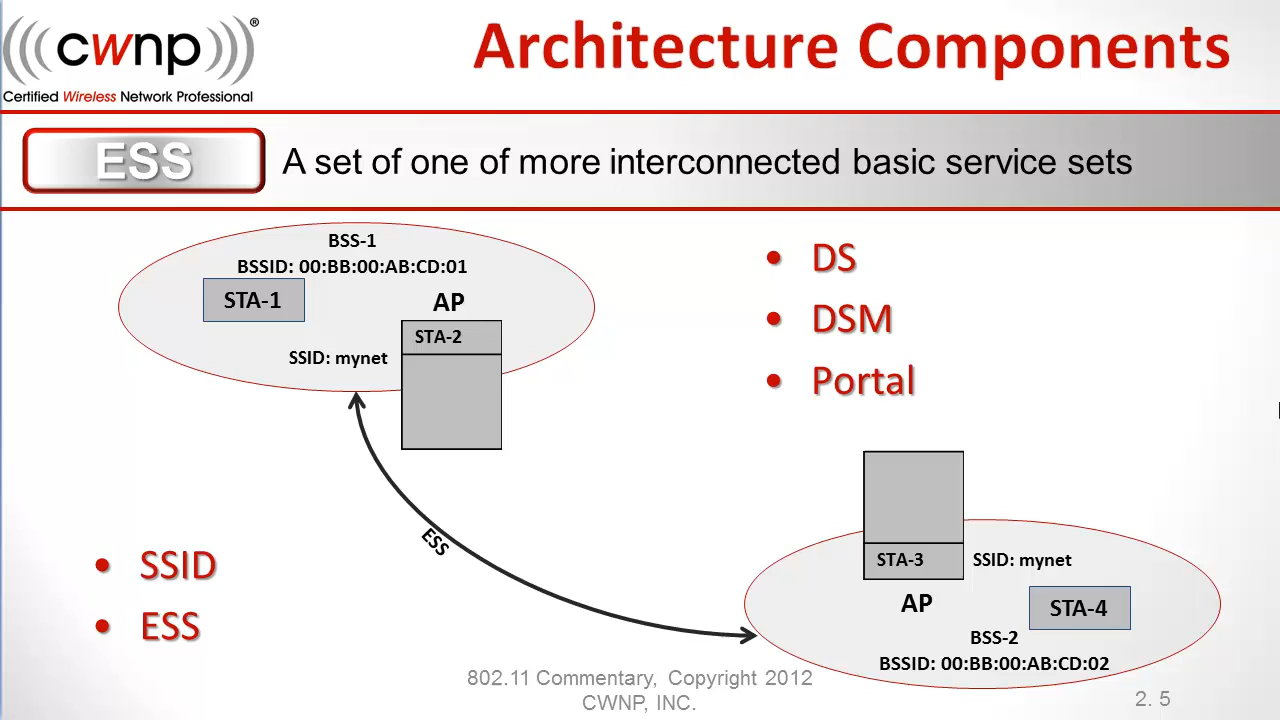 cwnp®
Certified Wireless Network Professional
Architecture Components
ESS
A set of one of more interconnected basic service sets
BSS-1
BSSID: 00:BB:00:AB:CD:01
STA-1
AP
STA-2
SSID: mynet
• DS
• DSM
• Portal
ESS
• SSID
• ESS
STA-3
SSID: mynet
AP
STA-4
BSS-2
BSSID: 00:BB:00:AB:CD:02
802.11 Commentary, Copyright 2012
CWNP, INC.
2. 5